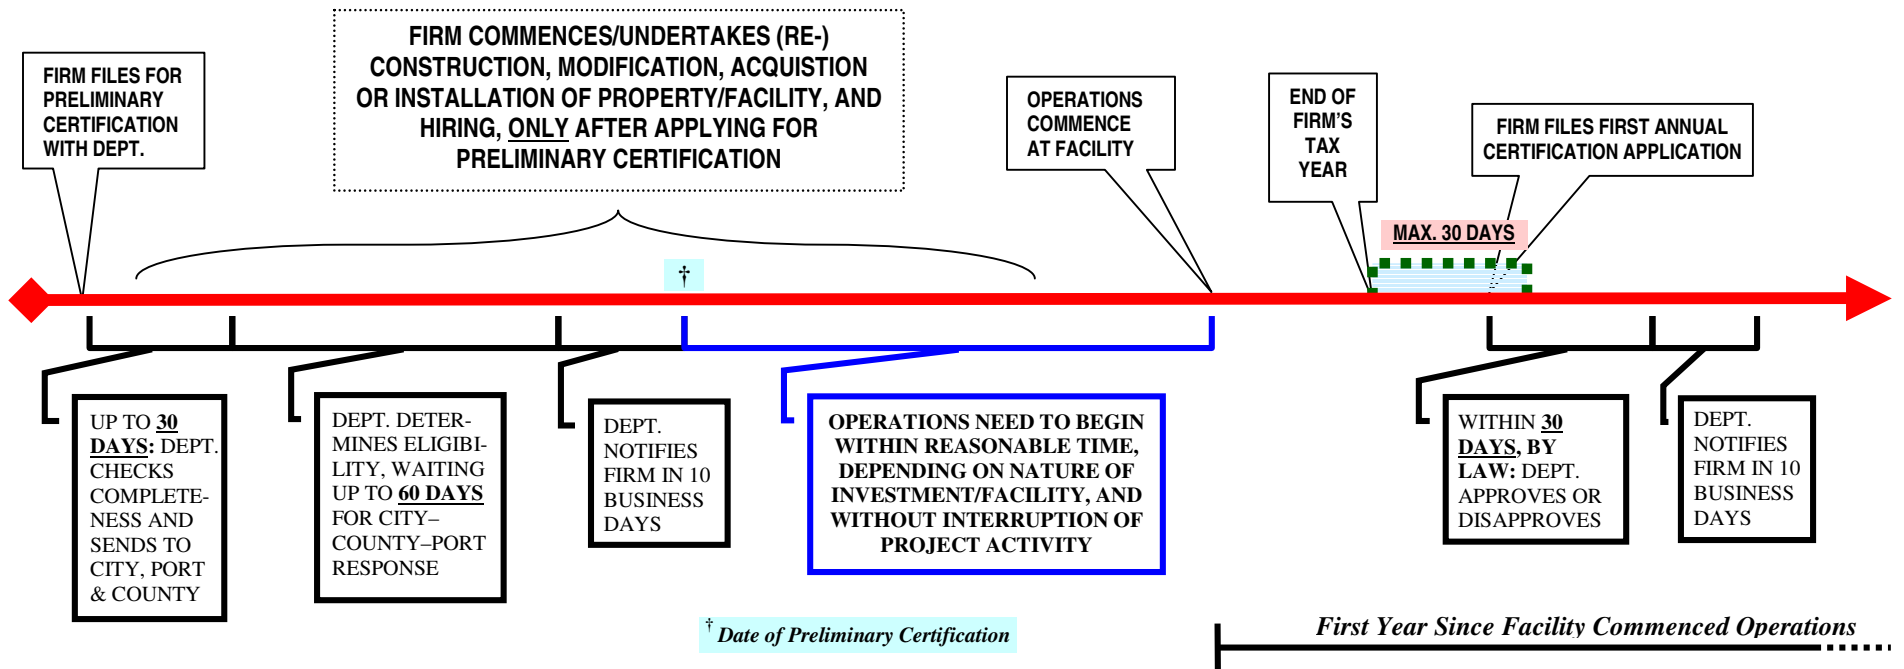 FIRM FILES FOR
PRELIMINARY
CERTIFICATION
WITH DEPT.
FIRM COMMENCES/UNDERTAKES (RE-)
CONSTRUCTION, MODIFICATION, ACQUISTION
OR INSTALLATION OF PROPERTY/FACILITY, AND
HIRING, ONLY AFTER APPLYING FOR
PRELIMINARY CERTIFICATION
OPERATIONS
COMMENCE
AT FACILITY
END OF
FIRM'S
TAX
YEAR
FIRM FILES FIRST ANNUAL
CERTIFICATION APPLICATION
MAX. 30 DAYS
†
UP TO 30
DAYS: DEPT.
CHECKS
COMPLETE-
NESS AND
SENDS TO
CITY, PORT
& COUNTY
DEPT. DETER-
MINES ELIGIBI-
LITY, WAITING
UP TO 60 DAYS
FOR CITY–
COUNTY–PORT
RESPONSE
DEPT.
NOTIFIES
FIRM IN 10
BUSINESS
DAYS
OPERATIONS NEED TO BEGIN
WITHIN REASONABLE TIME,
DEPENDING ON NATURE OF
INVESTMENT/FACILITY, AND
WITHOUT INTERRUPTION OF
PROJECT ACTIVITY
WITHIN 30
DAYS, BY
LAW: DEPT.
APPROVES OR
DISAPPROVES
DEPT.
NOTIFIES
FIRM IN 10
BUSINESS
DAYS
† Date of Preliminary Certification
First Year Since Facility Commenced Operations